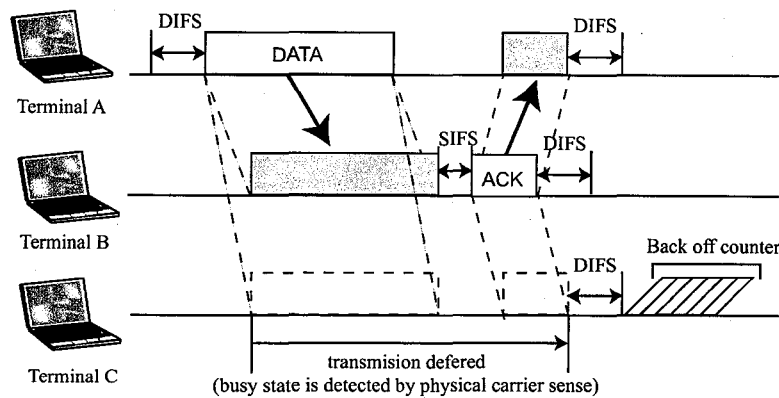 DIFS
DATA
DIFS
Terminal A
SIFS
ACK
DIFS
Terminal B
Back off counter
DIFS
transmision defered
(busy state is detected by physical carrier sense)
Terminal C